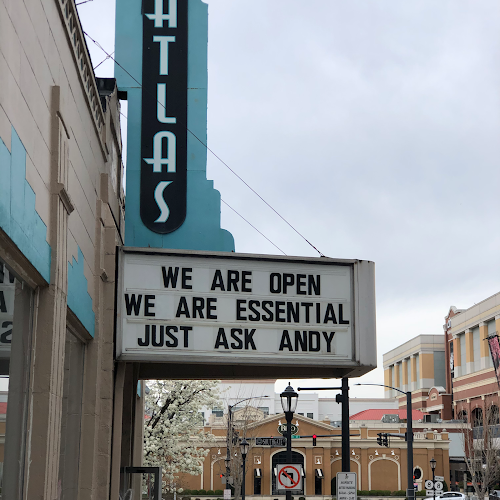 ATLAS
WE ARE OPEN
WE ARE ESSENTIAL
JUST ASK ANDY